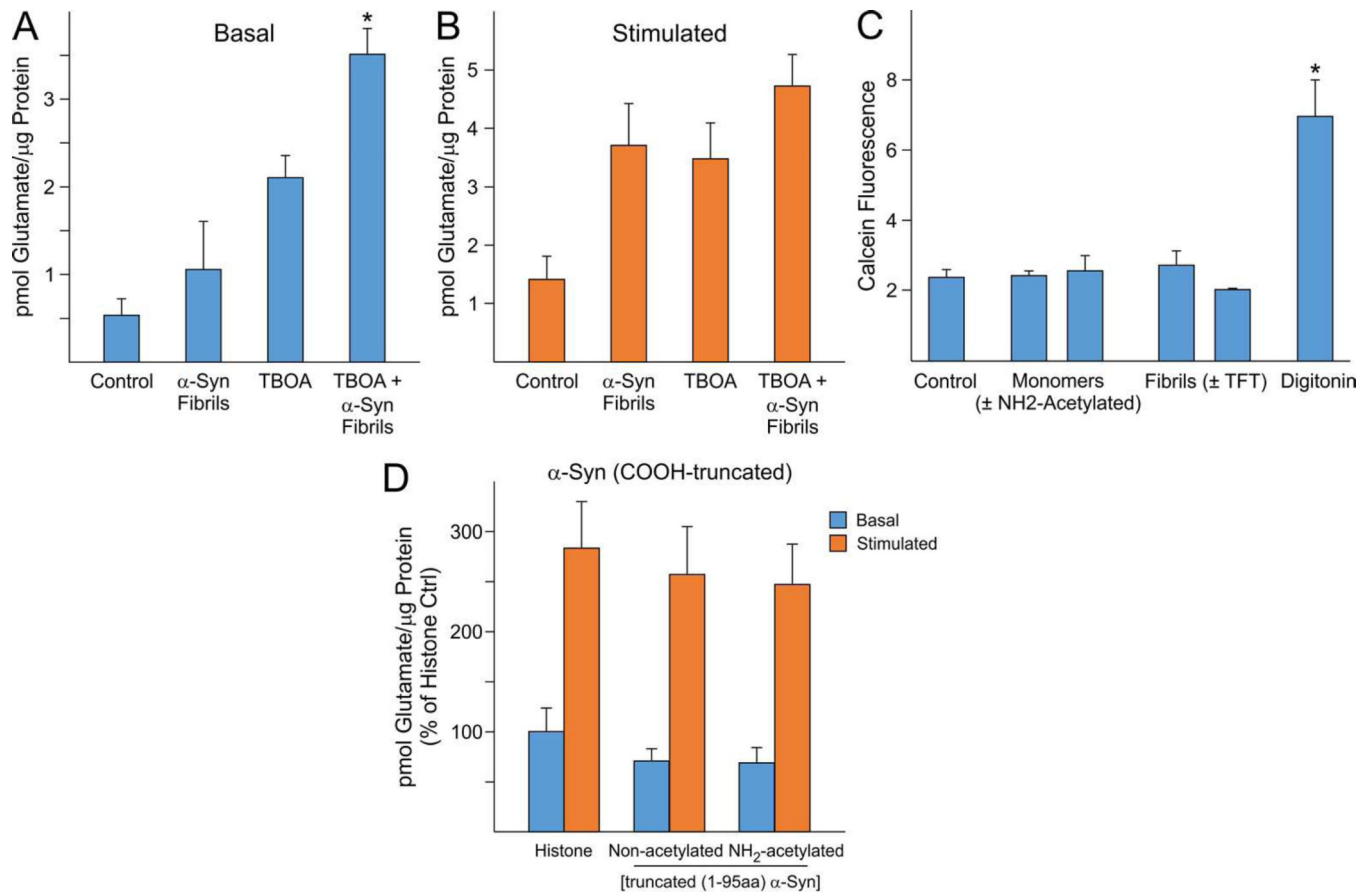 A
Basal
*
pmol Glutamate/μg Protein
3
2
1
Control
α-Syn
Fibrils
TBOA
TBOA +
α-Syn
Fibrils
B
Stimulated
pmol Glutamate/μg Protein
5
4
3
2
1
Control
α-Syn
Fibrils
TBOA
TBOA +
α-Syn
Fibrils
C
*
Calcein Fluorescence
8
6
4
2
Control
Monomers
(± NH2-Acetylated)
Fibrils (± TFT)
Digitonin
D
α-Syn (COOH-truncated)
pmol Glutamate/μg Protein
(% of Histone Ctrl)
300
200
100
Basal
Stimulated
Histone
Non-acetylated
NH₂-acetylated
[truncated (1-95aa) α-Syn]